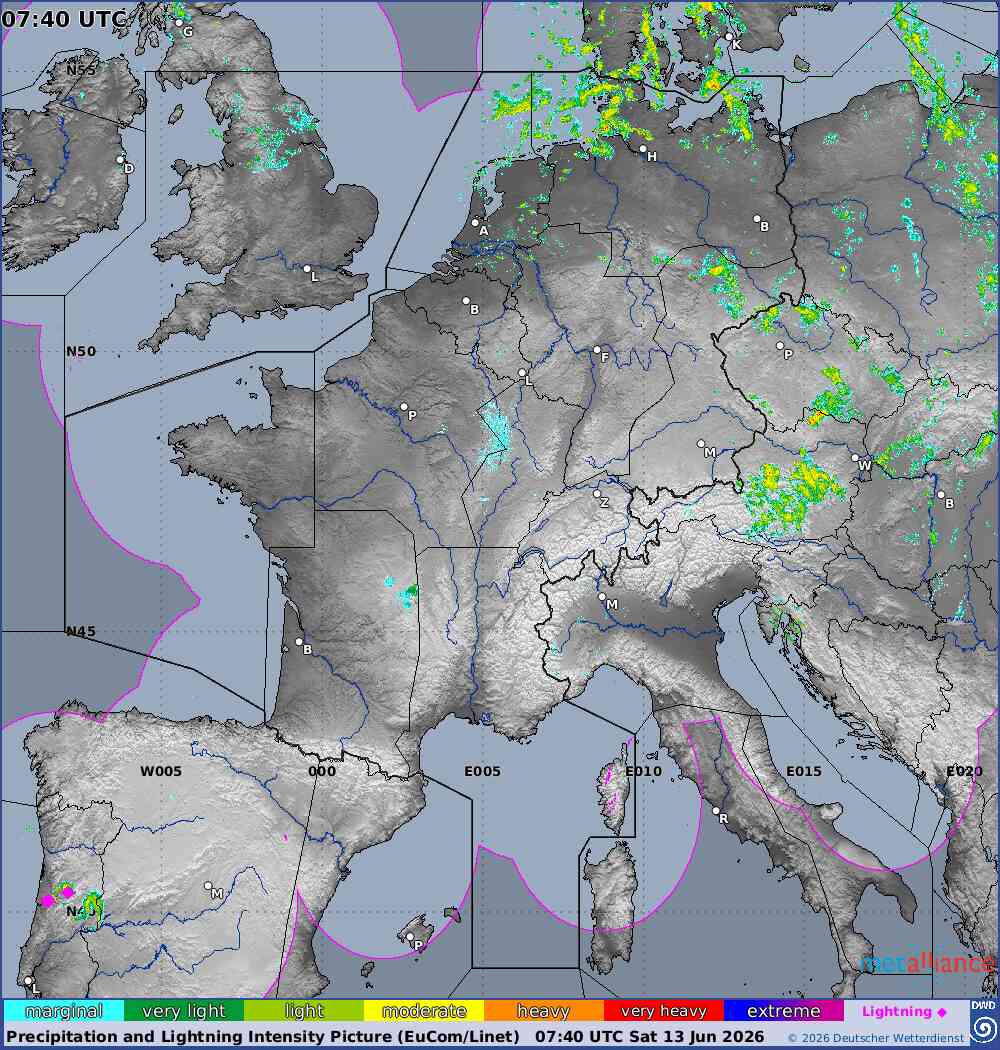 07:40 UTC
G
K
N55
D
H
A
B
L
B
N50
F
P
L
P
M
W
Z
B
M
N45
B
W005
000
E005
E010
E015
E020
R
M
N40
P
L
metalliance
marginal very light light moderate heavy very heavy extreme Lightning ◆
DWD
Precipitation and Lightning Intensity Picture (EuCom/Linet) 07:40 UTC Sat 13 Jun 2026 © 2026 Deutscher Wetterdienst